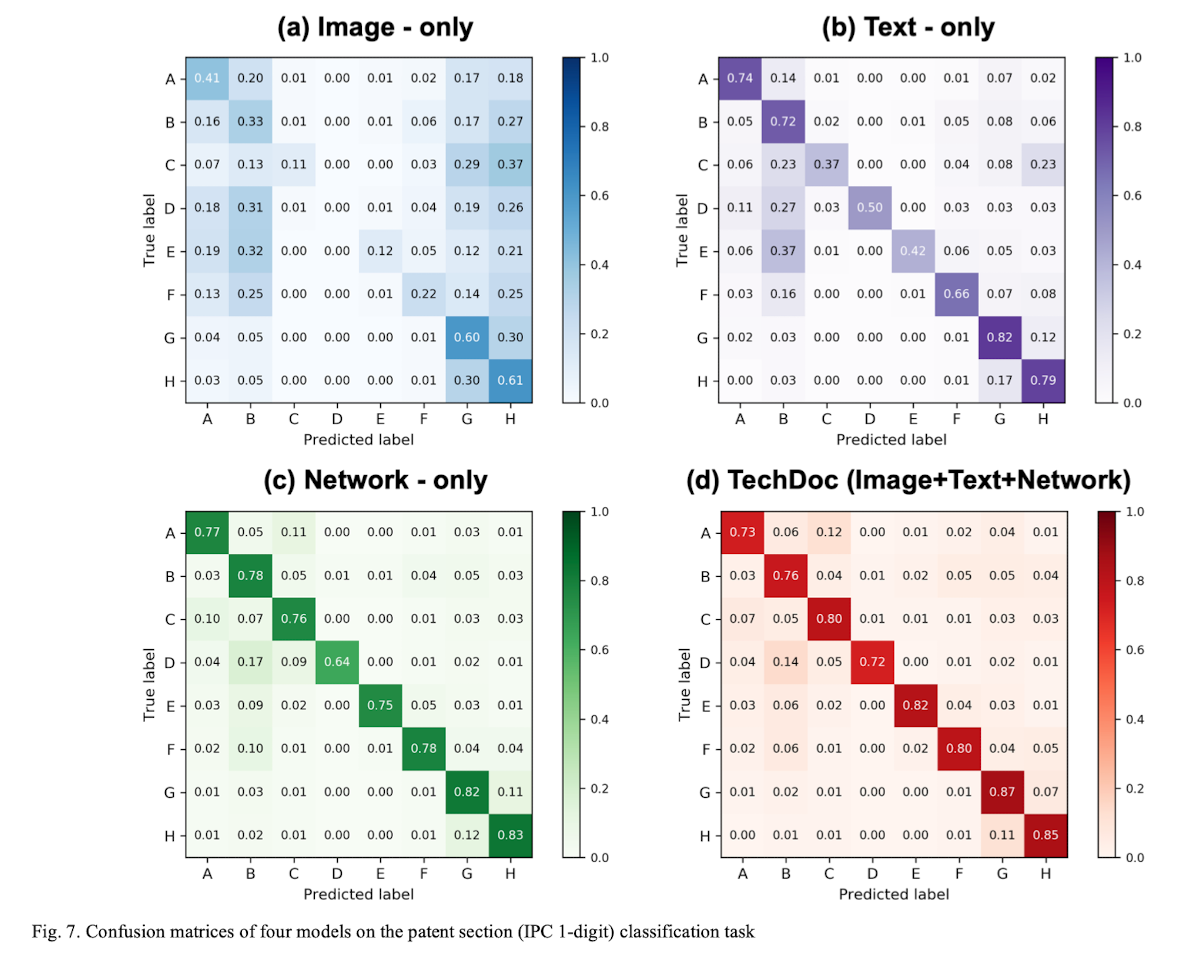 (a) Image - only
A 0.41 0.20 0.01 0.00 0.01 0.02 0.17 0.18
B 0.16 0.33 0.01 0.00 0.01 0.06 0.17 0.27
C 0.07 0.13 0.11 0.00 0.00 0.03 0.29 0.37
D 0.18 0.31 0.01 0.00 0.01 0.04 0.19 0.26
E 0.19 0.32 0.00 0.00 0.12 0.05 0.12 0.21
F 0.13 0.25 0.00 0.00 0.01 0.22 0.14 0.25
G 0.04 0.05 0.00 0.00 0.00 0.01 0.60 0.30
H 0.03 0.05 0.00 0.00 0.00 0.01 0.30 0.61
A B C D E F G H
True label
Predicted label
1.0
0.8
0.6
0.4
0.2
0.0
(b) Text - only
A 0.74 0.14 0.01 0.00 0.00 0.01 0.07 0.02
B 0.05 0.72 0.02 0.00 0.01 0.05 0.08 0.06
C 0.06 0.23 0.37 0.00 0.00 0.04 0.08 0.23
D 0.11 0.27 0.03 0.50 0.00 0.03 0.03 0.03
E 0.06 0.37 0.01 0.00 0.42 0.06 0.05 0.03
F 0.03 0.16 0.00 0.00 0.01 0.66 0.07 0.08
G 0.02 0.03 0.00 0.00 0.00 0.01 0.82 0.12
H 0.00 0.03 0.00 0.00 0.00 0.01 0.17 0.79
A B C D E F G H
True label
Predicted label
1.0
0.8
0.6
0.4
0.2
0.0
(c) Network - only
A 0.77 0.05 0.11 0.00 0.00 0.01 0.03 0.01
B 0.03 0.78 0.05 0.01 0.01 0.04 0.05 0.03
C 0.10 0.07 0.76 0.00 0.00 0.01 0.03 0.03
D 0.04 0.17 0.09 0.64 0.00 0.01 0.02 0.01
E 0.03 0.09 0.02 0.00 0.75 0.05 0.03 0.01
F 0.02 0.10 0.01 0.00 0.01 0.78 0.04 0.04
G 0.01 0.03 0.01 0.00 0.00 0.01 0.82 0.11
H 0.01 0.02 0.01 0.00 0.00 0.01 0.12 0.83
A B C D E F G H
True label
Predicted label
1.0
0.8
0.6
0.4
0.2
0.0
(d) TechDoc (Image+Text+Network)
A 0.73 0.06 0.12 0.00 0.01 0.02 0.04 0.01
B 0.03 0.76 0.04 0.01 0.02 0.05 0.05 0.04
C 0.07 0.05 0.80 0.01 0.01 0.01 0.03 0.03
D 0.04 0.14 0.05 0.72 0.00 0.01 0.02 0.01
E 0.03 0.06 0.02 0.00 0.82 0.04 0.03 0.01
F 0.02 0.06 0.01 0.00 0.02 0.80 0.04 0.05
G 0.01 0.02 0.01 0.00 0.00 0.01 0.87 0.07
H 0.00 0.01 0.01 0.00 0.00 0.01 0.11 0.85
A B C D E F G H
True label
Predicted label
1.0
0.8
0.6
0.4
0.2
0.0
Fig. 7. Confusion matrices of four models on the patent section (IPC 1-digit) classification task